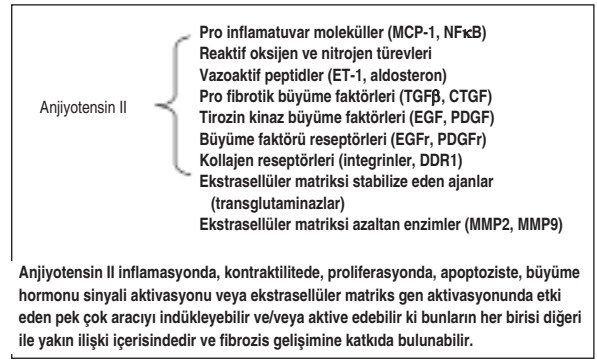 Pro inflamatuvar moleküller (MCP-1, NFκB)
Reaktif oksijen ve nitrojen türevleri
Vazoaktif peptidler (ET-1, aldosteron)
Anjiyotensin II
Pro fibrotik büyüme faktörleri (TGFβ, CTGF)
Tirozin kinaz büyüme faktörleri (EGF, PDGF)
Büyüme faktörü reseptörleri (EGFr, PDGFr)
Kollajen reseptörleri (integrinler, DDR1)
Ekstrasellüler matriksi stabilize eden ajanlar
(transglutaminazlar)
Ekstrasellüler matriksi azaltan enzimler (MMP2, MMP9)
Anjiyotensin II inflamasyonda, kontraktilitede, proliferasyonda, apoptoziste, büyüme
hormonu sinyali aktivasyonu veya ekstrasellüler matriks gen aktivasyonunda etki
eden pek çok aracıyı indükleyebilir ve/veya aktive edebilir ki bunların her birisi diğeri
ile yakın ilişki içerisindedir ve fibrozis gelişimine katkıda bulunabilir.